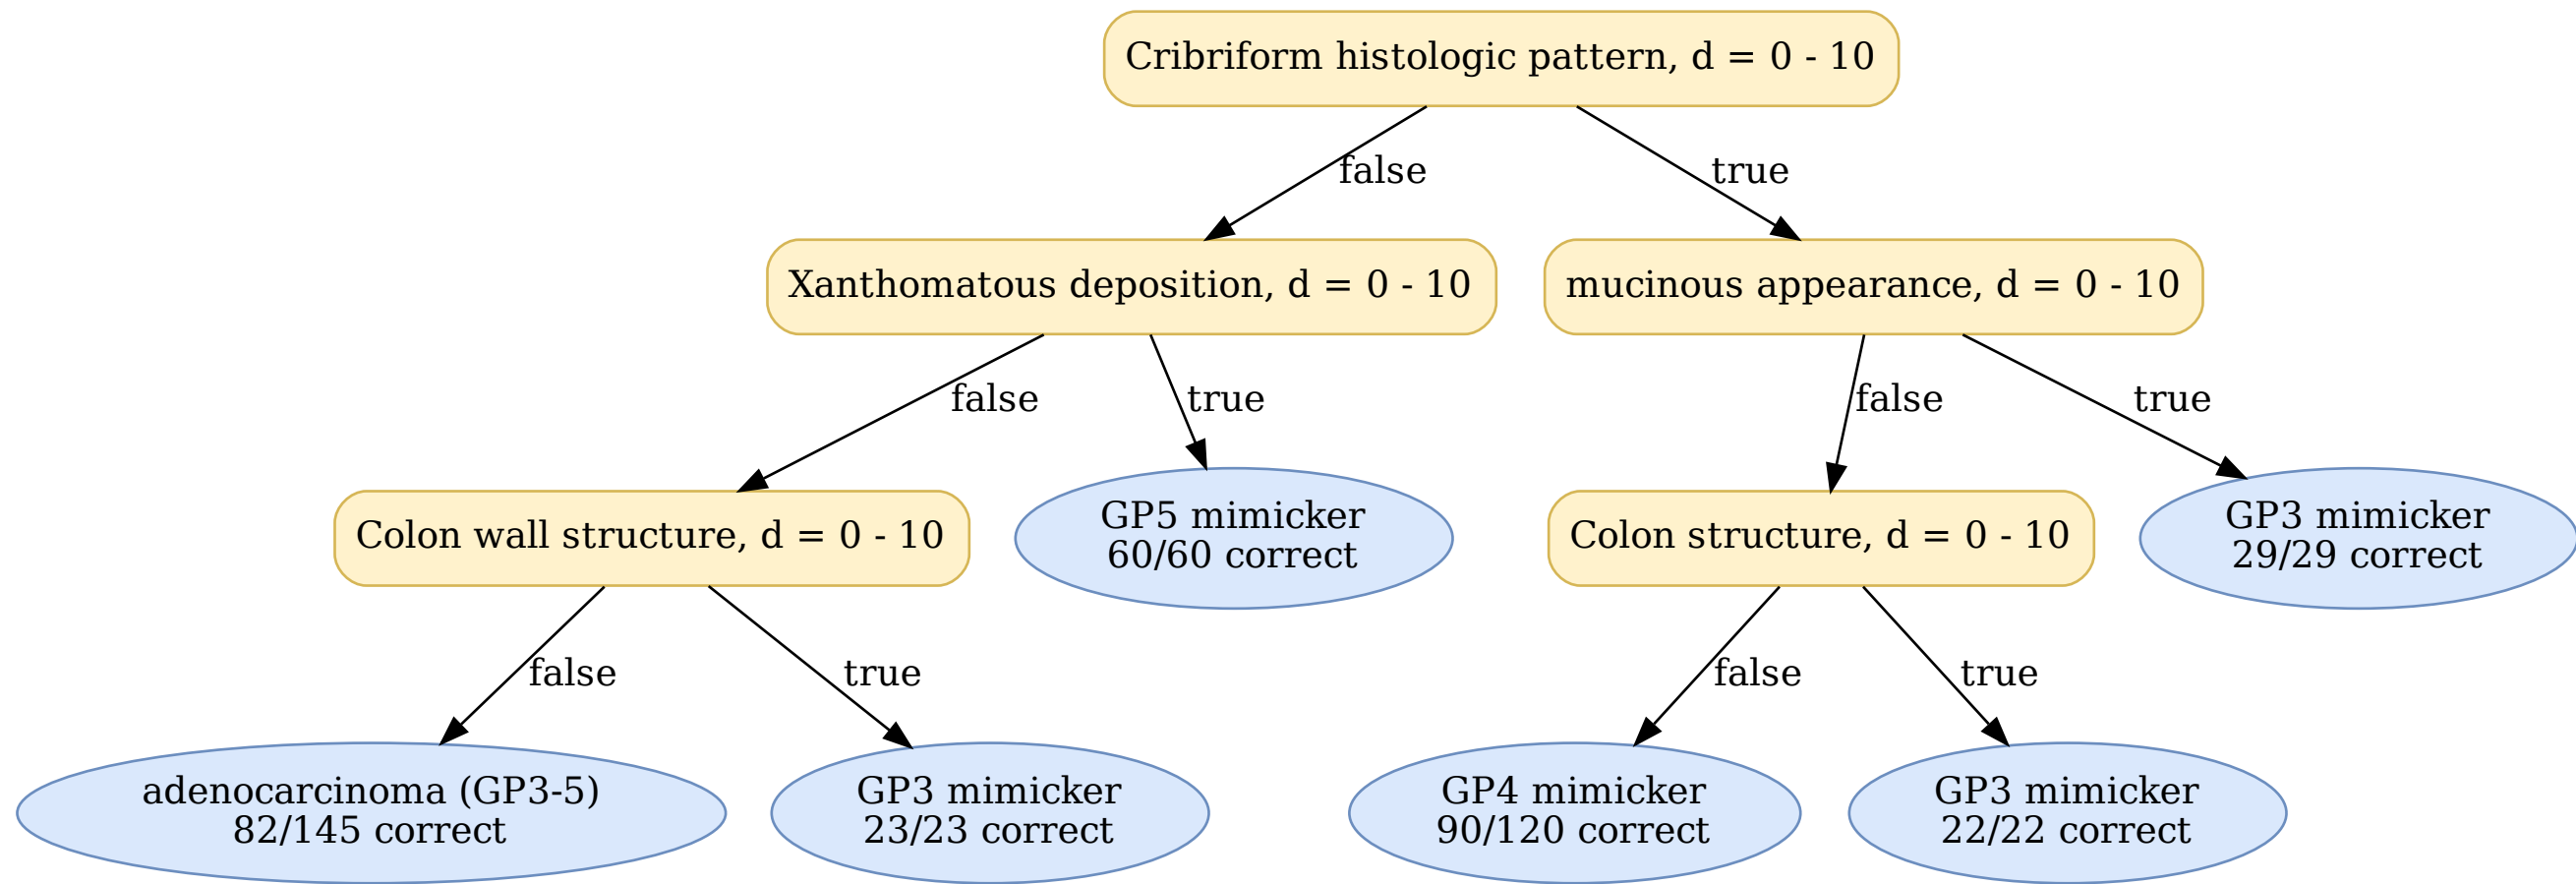 Cribriform histologic pattern, d = 0 - 10
false
true
Xanthomatous deposition, d = 0 - 10
mucinous appearance, d = 0 - 10
false
true
false
true
Colon wall structure, d = 0 - 10
GP5 mimicker
60/60 correct
Colon structure, d = 0 - 10
GP3 mimicker
29/29 correct
false
true
false
true
adenocarcinoma (GP3-5)
82/145 correct
GP3 mimicker
23/23 correct
GP4 mimicker
90/120 correct
GP3 mimicker
22/22 correct